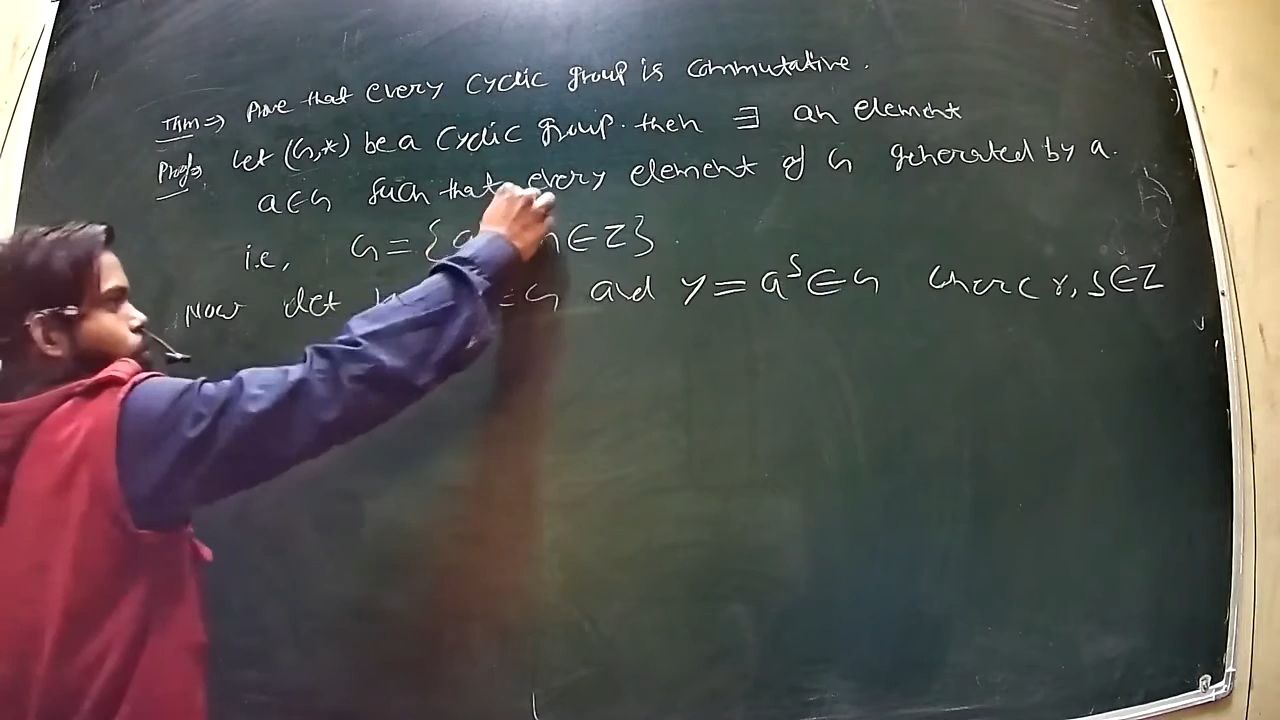 Thm ⇒ Prove that every cyclic group is commutative.
Proof:- Let (G,*) be a cyclic group. then ∃ an element
a∈G such that every element of G generated by a.
i.e, G = { ∈Z}.
Now let ∈G and y = a^s ∈ G where r, s∈Z